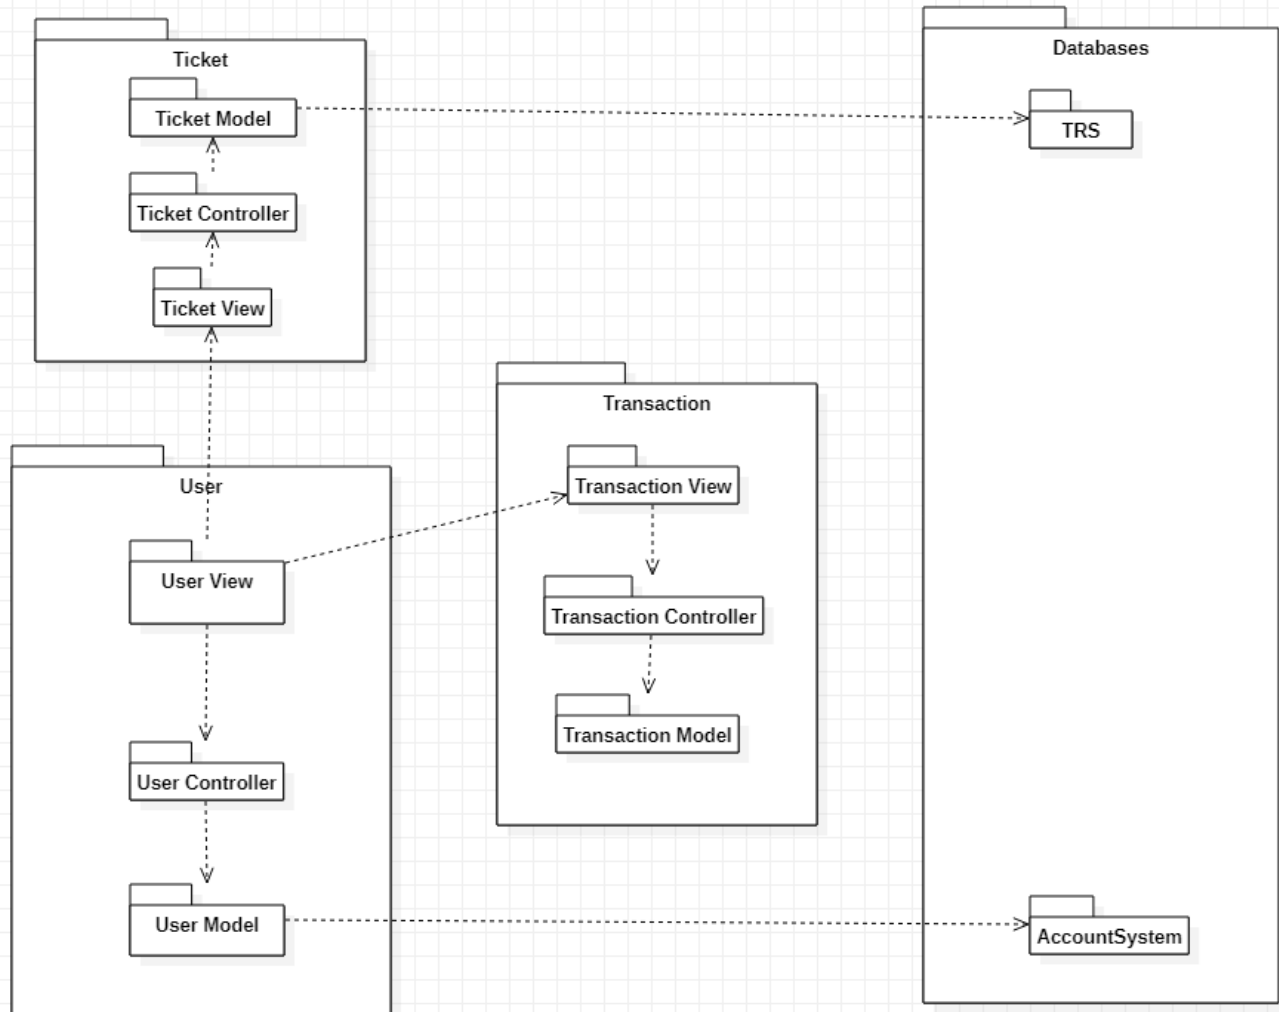 Ticket
Ticket Model
Ticket Controller
Ticket View
User
User View
User Controller
User Model
Transaction
Transaction View
Transaction Controller
Transaction Model
Databases
TRS
AccountSystem